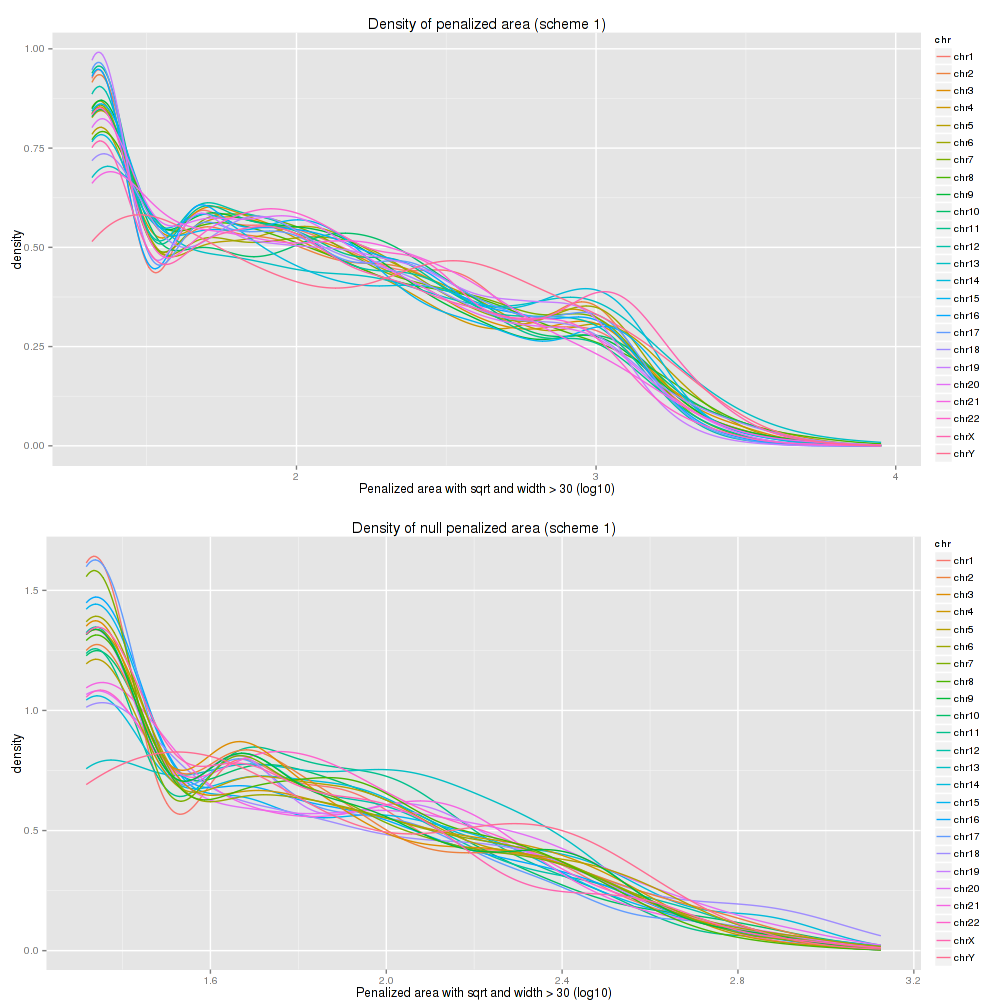 Density of penalized area (scheme 1)
chr
chr1
chr2
chr3
chr4
chr5
chr6
chr7
chr8
chr9
chr10
chr11
chr12
chr13
chr14
chr15
chr16
chr17
chr18
chr19
chr20
chr21
chr22
chrX
chrY
1.00
0.75
0.50
0.25
0.00
density
2 3 4
Penalized area with sqrt and width > 30 (log10)
Density of null penalized area (scheme 1)
chr
chr1
chr2
chr3
chr4
chr5
chr6
chr7
chr8
chr9
chr10
chr11
chr12
chr13
chr14
chr15
chr16
chr17
chr18
chr19
chr20
chr21
chr22
chrX
chrY
1.5
1.0
0.5
0.0
density
1.6 2.0 2.4 2.8 3.2
Penalized area with sqrt and width > 30 (log10)